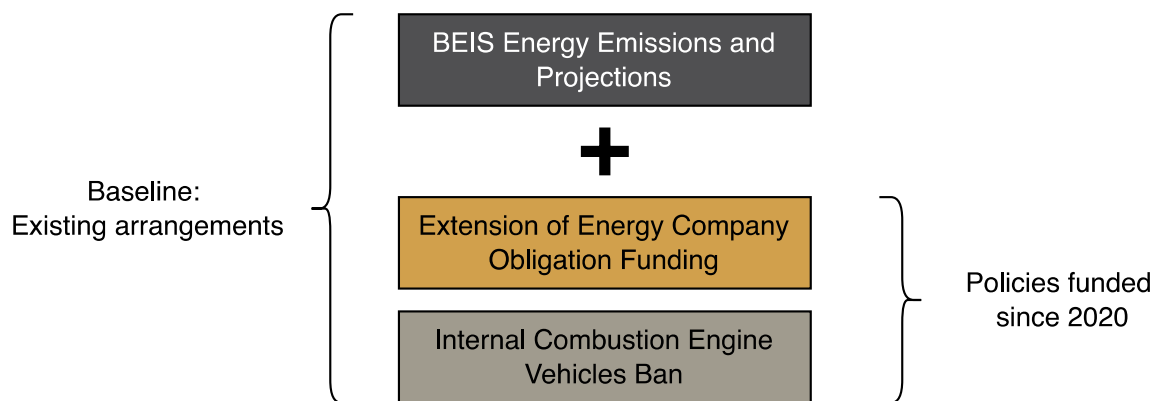 BEIS Energy Emissions and
Projections
+
Baseline:
Existing arrangements
Extension of Energy Company
Obligation Funding
Internal Combustion Engine
Vehicles Ban
Policies funded
since 2020